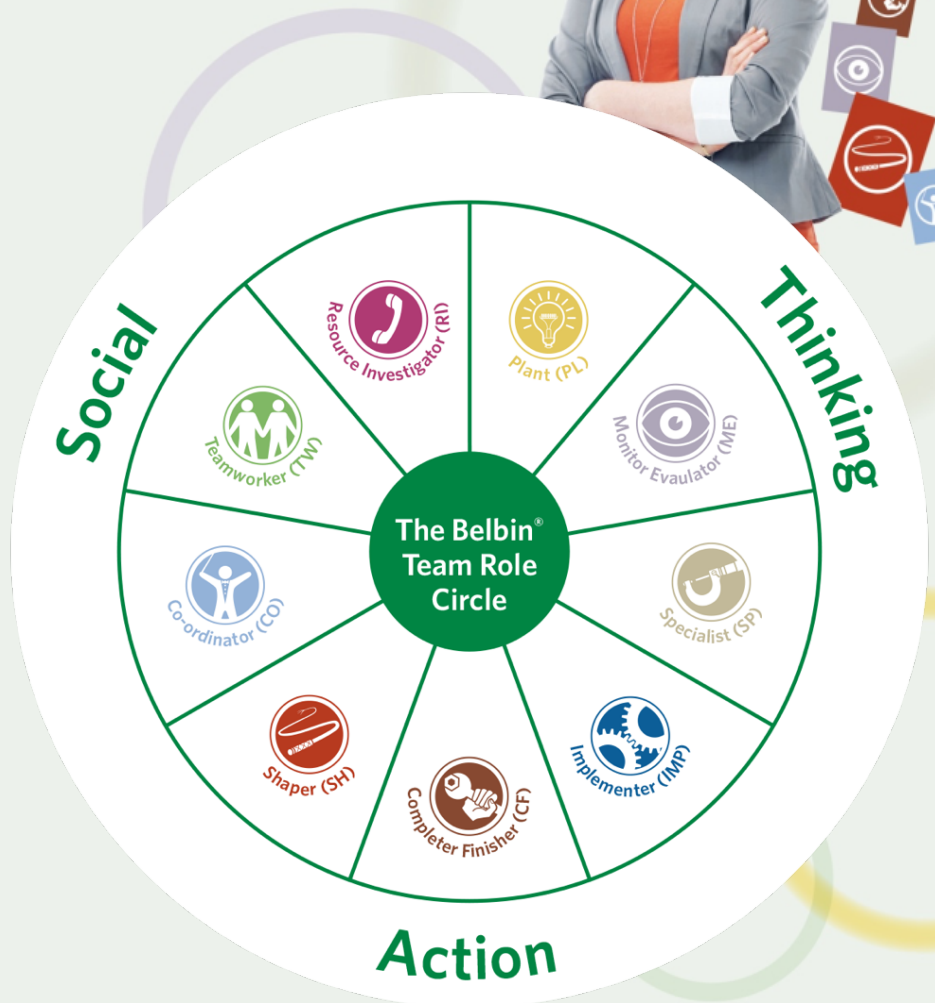 Social
Thinking
Action
The Belbin®
Team Role
Circle
Resource Investigator (RI)
Plant (PL)
Monitor Evaulator (ME)
Specialist (SP)
Implementer (IMP)
Completer Finisher (CF)
Shaper (SH)
Co-ordinator (CO)
Teamworker (TW)